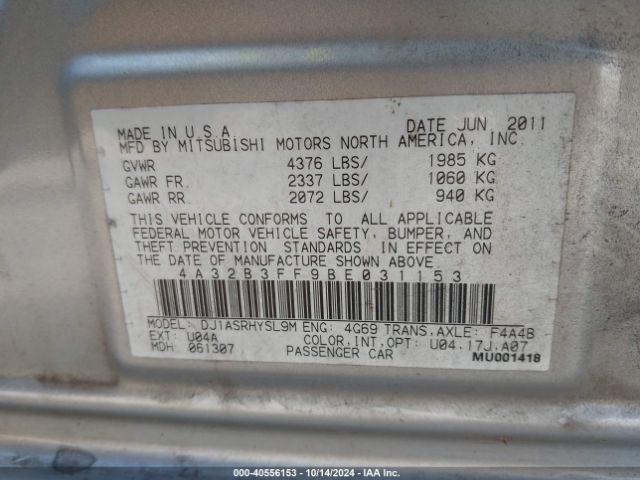 MADE IN U.S.A. DATE JUN 2011
MFD BY MITSUBISHI MOTORS NORTH AMERICA, INC
GVWR 4376 LBS/ 1985 KG
GAWR FR. 2337 LBS/ 1060 KG
GAWR RR. 2072 LBS/ 940 KG
THIS VEHICLE CONFORMS TO ALL APPLICABLE
FEDERAL MOTOR VEHICLE SAFETY, BUMPER, AND
THEFT PREVENTION STANDARDS IN EFFECT ON
THE DATE OF MANUFACTURE SHOWN ABOVE
4A32B3FF9BE031153
MODEL: DJ1ASRHYSL9M ENG: 4G69 TRANS.AXLE: F4A4B
EXT: U04A COLOR,INT,OPT: U04.17J.A07
MDH 061307 PASSENGER CAR MU001418
000-40556153 - 10/14/2024 - IAA Inc.